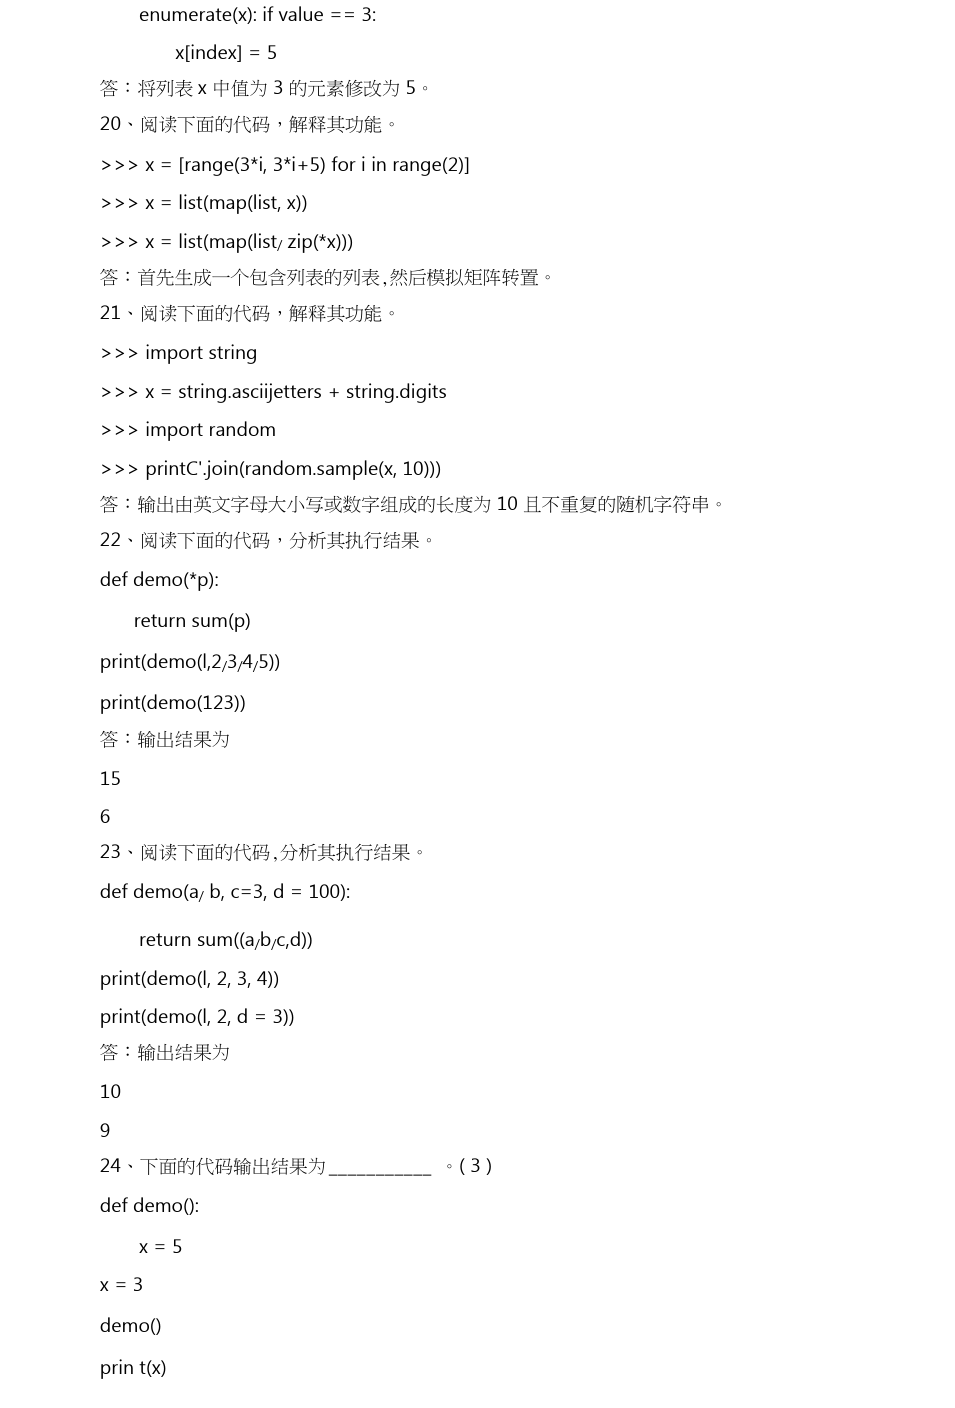 enumerate(x): if value == 3:
x[index] = 5
答：将列表 x 中值为 3 的元素修改为 5。
20、阅读下面的代码，解释其功能。
>>> x = [range(3*i, 3*i+5) for i in range(2)]
>>> x = list(map(list, x))
>>> x = list(map(list/ zip(*x)))
答：首先生成一个包含列表的列表,然后模拟矩阵转置。
21、阅读下面的代码，解释其功能。
>>> import string
>>> x = string.asciijetters + string.digits
>>> import random
>>> printC'.join(random.sample(x, 10)))
答：输出由英文字母大小写或数字组成的长度为 10 且不重复的随机字符串。
22、阅读下面的代码，分析其执行结果。
def demo(*p):
return sum(p)
print(demo(l,2/3/4/5))
print(demo(123))
答：输出结果为
15
6
23、阅读下面的代码,分析其执行结果。
def demo(a/ b, c=3, d = 100):
return sum((a/b/c,d))
print(demo(l, 2, 3, 4))
print(demo(l, 2, d = 3))
答：输出结果为
10
9
24、下面的代码输出结果为___________ 。( 3 )
def demo():
x = 5
x = 3
demo()
prin t(x)